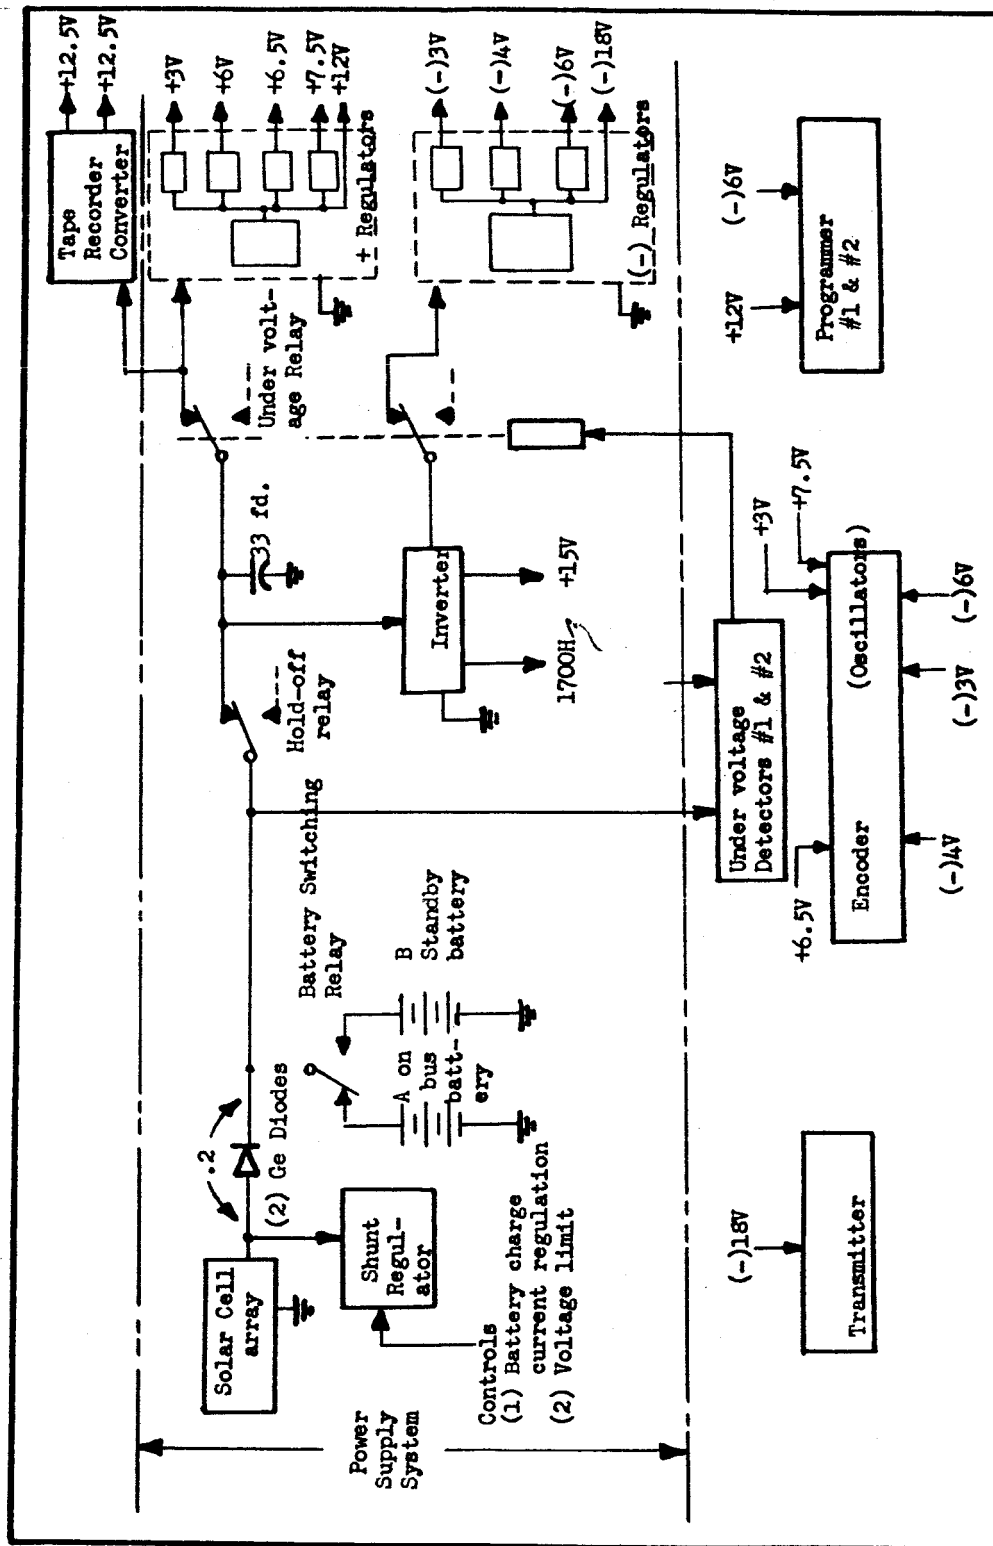 Tape
Recorder
Converter
+12.5V
+12.5V
+3V
+6V
+6.5V
+7.5V
+12V
+ Regulators
(-)3V
(-)4V
(-)6V
(-)18V
(-) Regulators
Under volt-
age Relay
33 fd.
Hold-off
relay
Inverter
1700H
+15V
Battery Switching
Relay
A on
bus
batt-
ery
B
Standby
battery
.2
(2) Ge Diodes
Solar Cell
array
Shunt
Regul-
ator
Controls
(1) Battery charge
current regulation
(2) Voltage limit
Power
Supply
System
Under voltage
Detectors #1 & #2
(-)18V
Transmitter
+6.5V
+3V
+7.5V
Encoder
(Oscillators)
(-)4V
(-)3V
(-)6V
+12V
(-)6V
Programmer
#1 & #2